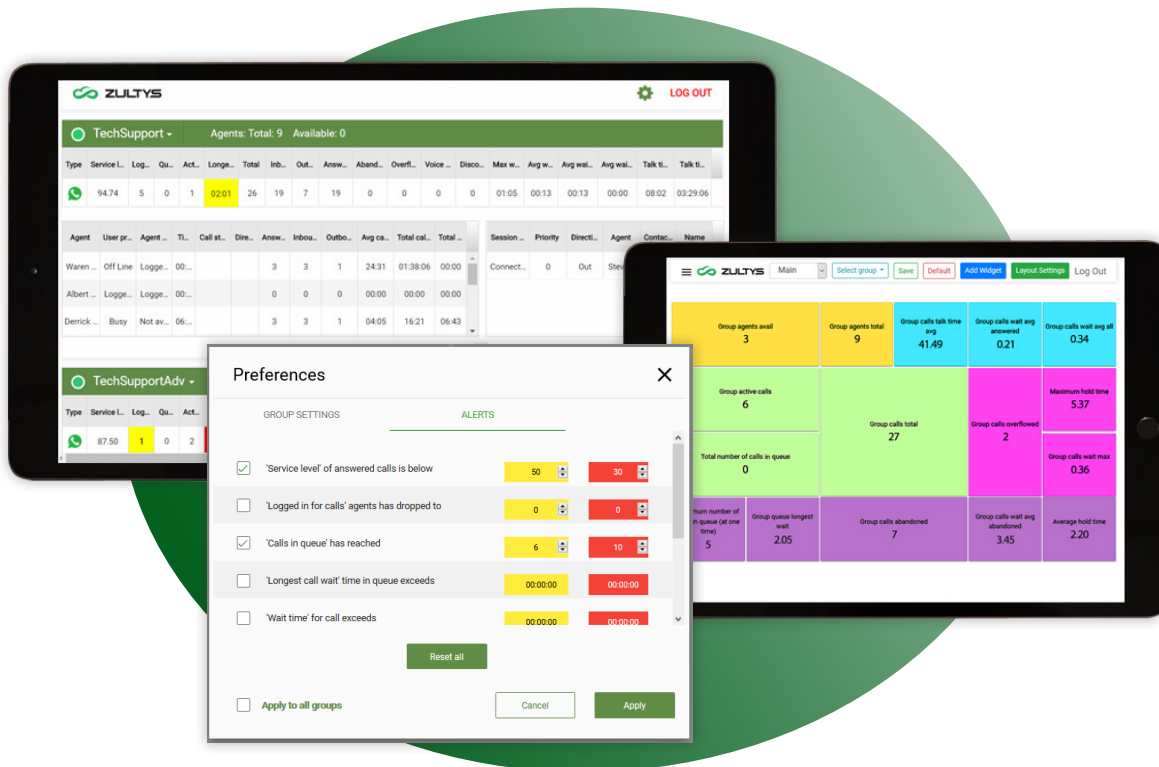 ZULTYS
LOG OUT
TechSupport
Agents: Total: 9 Available: 0
Type Service l... Log... Qu... Act... Longe... Total Inb... Out... Answ... Aband... Overfl... Voice ... Disco... Max w... Avg w... Avg wai... Avg wai... Talk ti... Talk ti...
94.74 5 0 1 02:01 26 19 7 19 0 0 0 0 01:05 00:13 00:13 00:00 08:02 03:29:06
Agent User pr... Agent ... Ti... Call st... Dire... Answ... Inbou... Outbo... Avg ca... Total cal... Total ...
Waren ... Off Line Logge... 00:... 3 3 1 24:31 01:38:06 00:00
Albert ... Logge... Logge... 00:... 0 0 0 00:00 00:00 00:00
Derrick ... Busy Not av... 06:... 3 3 1 04:05 16:21 06:43
Session ... Priority Directi... Agent Contac... Name
Connect... 0 Out
TechSupportAdv
Type Service l... Log... Qu... Act...
87.50 1 0 2
ZULTYS
Main
Select group
Save
Default
Add Widget
Layout Settings
Log Out
Group agents avail
3
Group agents total
9
Group calls talk time
avg
41.49
Group calls wait avg
answered
0.21
Group calls wait avg all
0.34
Group active calls
6
Group calls total
27
Group calls overflowed
2
Maximum hold time
5.37
Total number of calls in queue
0
Group calls wait max
0.36
number of
queue (at one
time)
5
Group queue longest
wait
2.05
Group calls abandoned
7
Group calls wait avg
abandoned
3.45
Average hold time
2.20
Preferences
GROUP SETTINGS
ALERTS
'Service level' of answered calls is below 50 30
'Logged in for calls' agents has dropped to 0 0
'Calls in queue' has reached 6 10
'Longest call wait' time in queue exceeds 00:00:00 00:00:00
'Wait time' for call exceeds 00:00:00 00:00:00
Reset all
Apply to all groups
Cancel
Apply